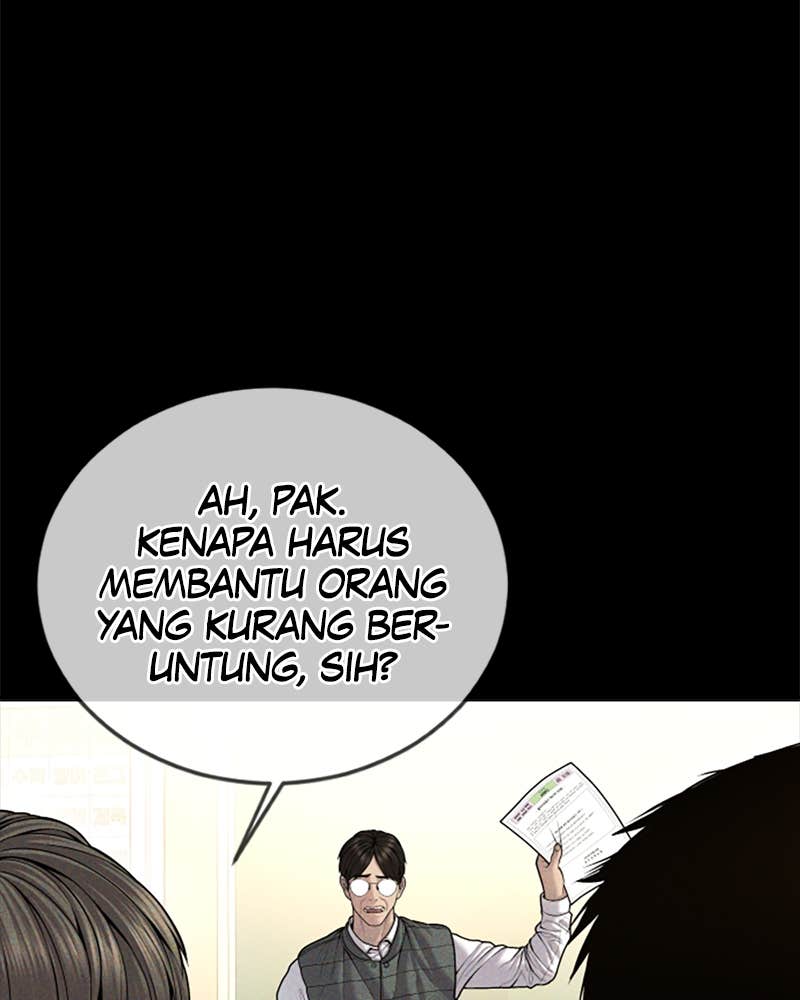 AH, PAK.
KENAPA HARUS
MEMBANTU ORANG
YANG KURANG BER-
UNTUNG, SIH?